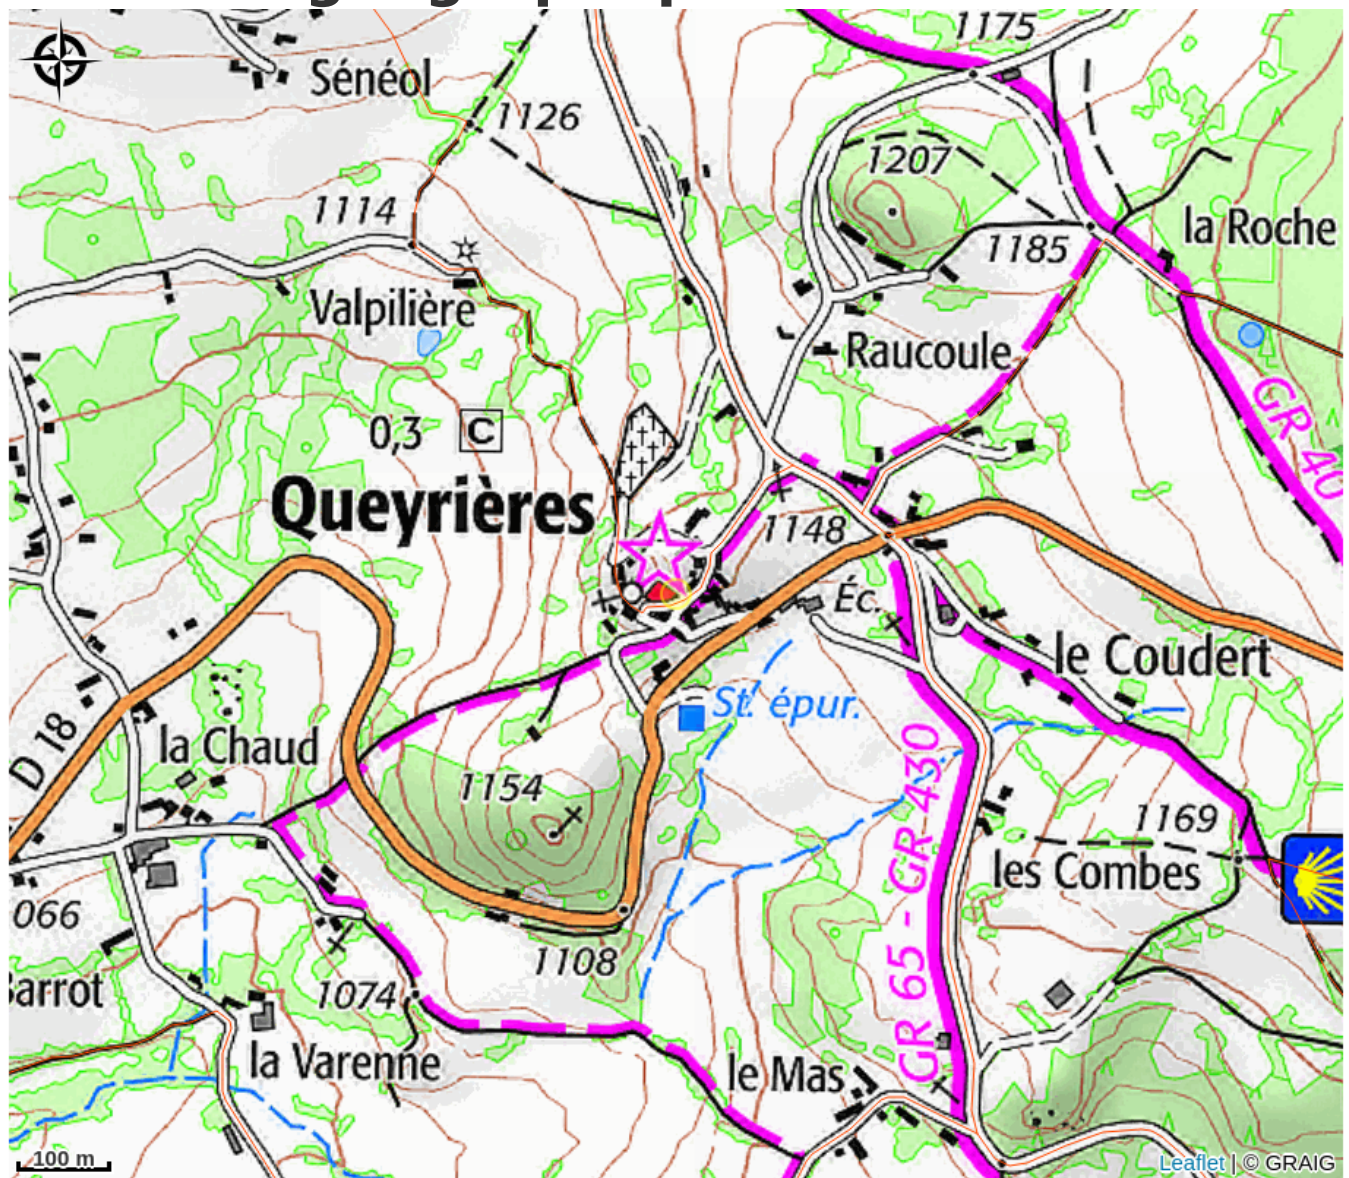 1175
Sénéol
1126
1207
1114
la Roche
1185
Valpilière
Raucoule
GR 40
0,3 C
Queyrières
1148
Éc.
le Coudert
St. épur.
D 18
la Chaud
GR 65 - GR 430
1154
1169
les Combes
066
1108
Barrot
1074
la Varenne
le Mas
100 m
Leaflet | © GRAIG